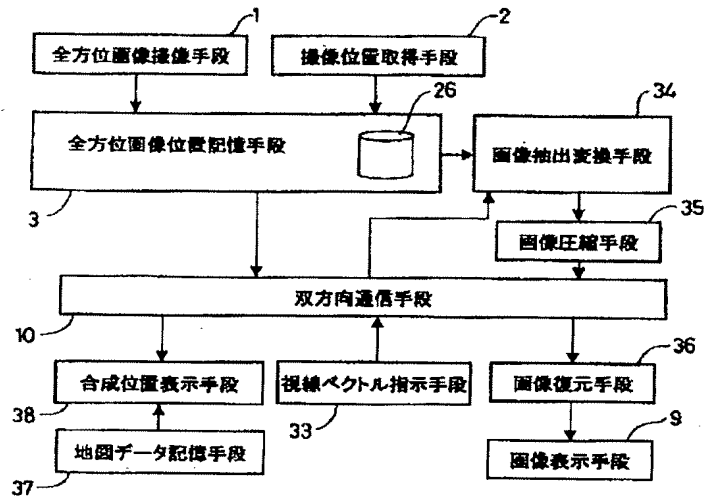 1
2
全方位画像撮像手段
撮像位置取得手段
26
34
全方位画像位置記憶手段
画像抽出変換手段
3
35
画像圧縮手段
双方向通信手段
10
36
合成位置表示手段
視線ベクトル指示手段
画像復元手段
38
33
9
地図データ記憶手段
画像表示手段
37